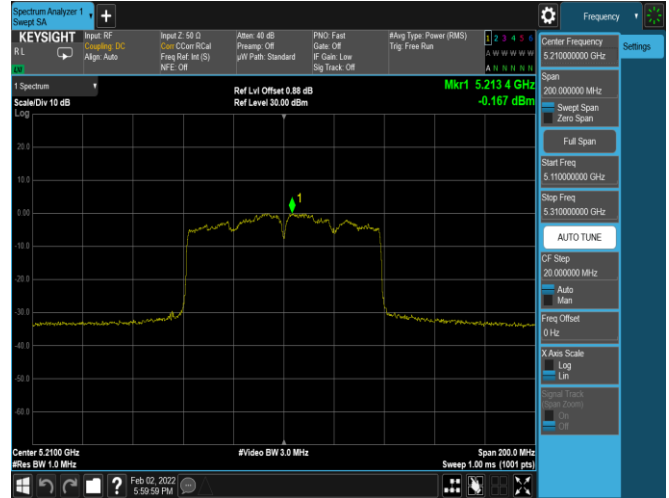 Spectrum Analyzer 1
Swept SA
+
Frequency
KEYSIGHT
RL
Input: RF
Coupling: DC
Align: Auto
Input Z: 50 Ω
Corr CCorr RCal
Freq Ref: Int (S)
NFE: Off
Atten: 40 dB
Preamp: Off
µW Path: Standard
PNO: Fast
Gate: Off
IF Gain: Low
Sig Track: Off
#Avg Type: Power (RMS)
Trig: Free Run
1 2 3 4 5 6
A W W W W W
A N N N N N
LXI
1 Spectrum
Scale/Div 10 dB
Log
Ref Lvl Offset 0.88 dB
Ref Level 30.00 dBm
Mkr1 5.213 4 GHz
-0.167 dBm
20.0
10.0
0.00
-10.0
-20.0
-30.0
-40.0
-50.0
-60.0
1
Center 5.2100 GHz
#Res BW 1.0 MHz
#Video BW 3.0 MHz
Span 200.0 MHz
Sweep 1.00 ms (1001 pts)
Center Frequency
5.210000000 GHz
Settings
Span
200.000000 MHz
Swept Span
Zero Span
Full Span
Start Freq
5.110000000 GHz
Stop Freq
5.310000000 GHz
AUTO TUNE
CF Step
20.000000 MHz
Auto
Man
Freq Offset
0 Hz
X Axis Scale
Log
Lin
Signal Track
(Span Zoom)
On
Off
?
Feb 02, 2022
5:59:59 PM